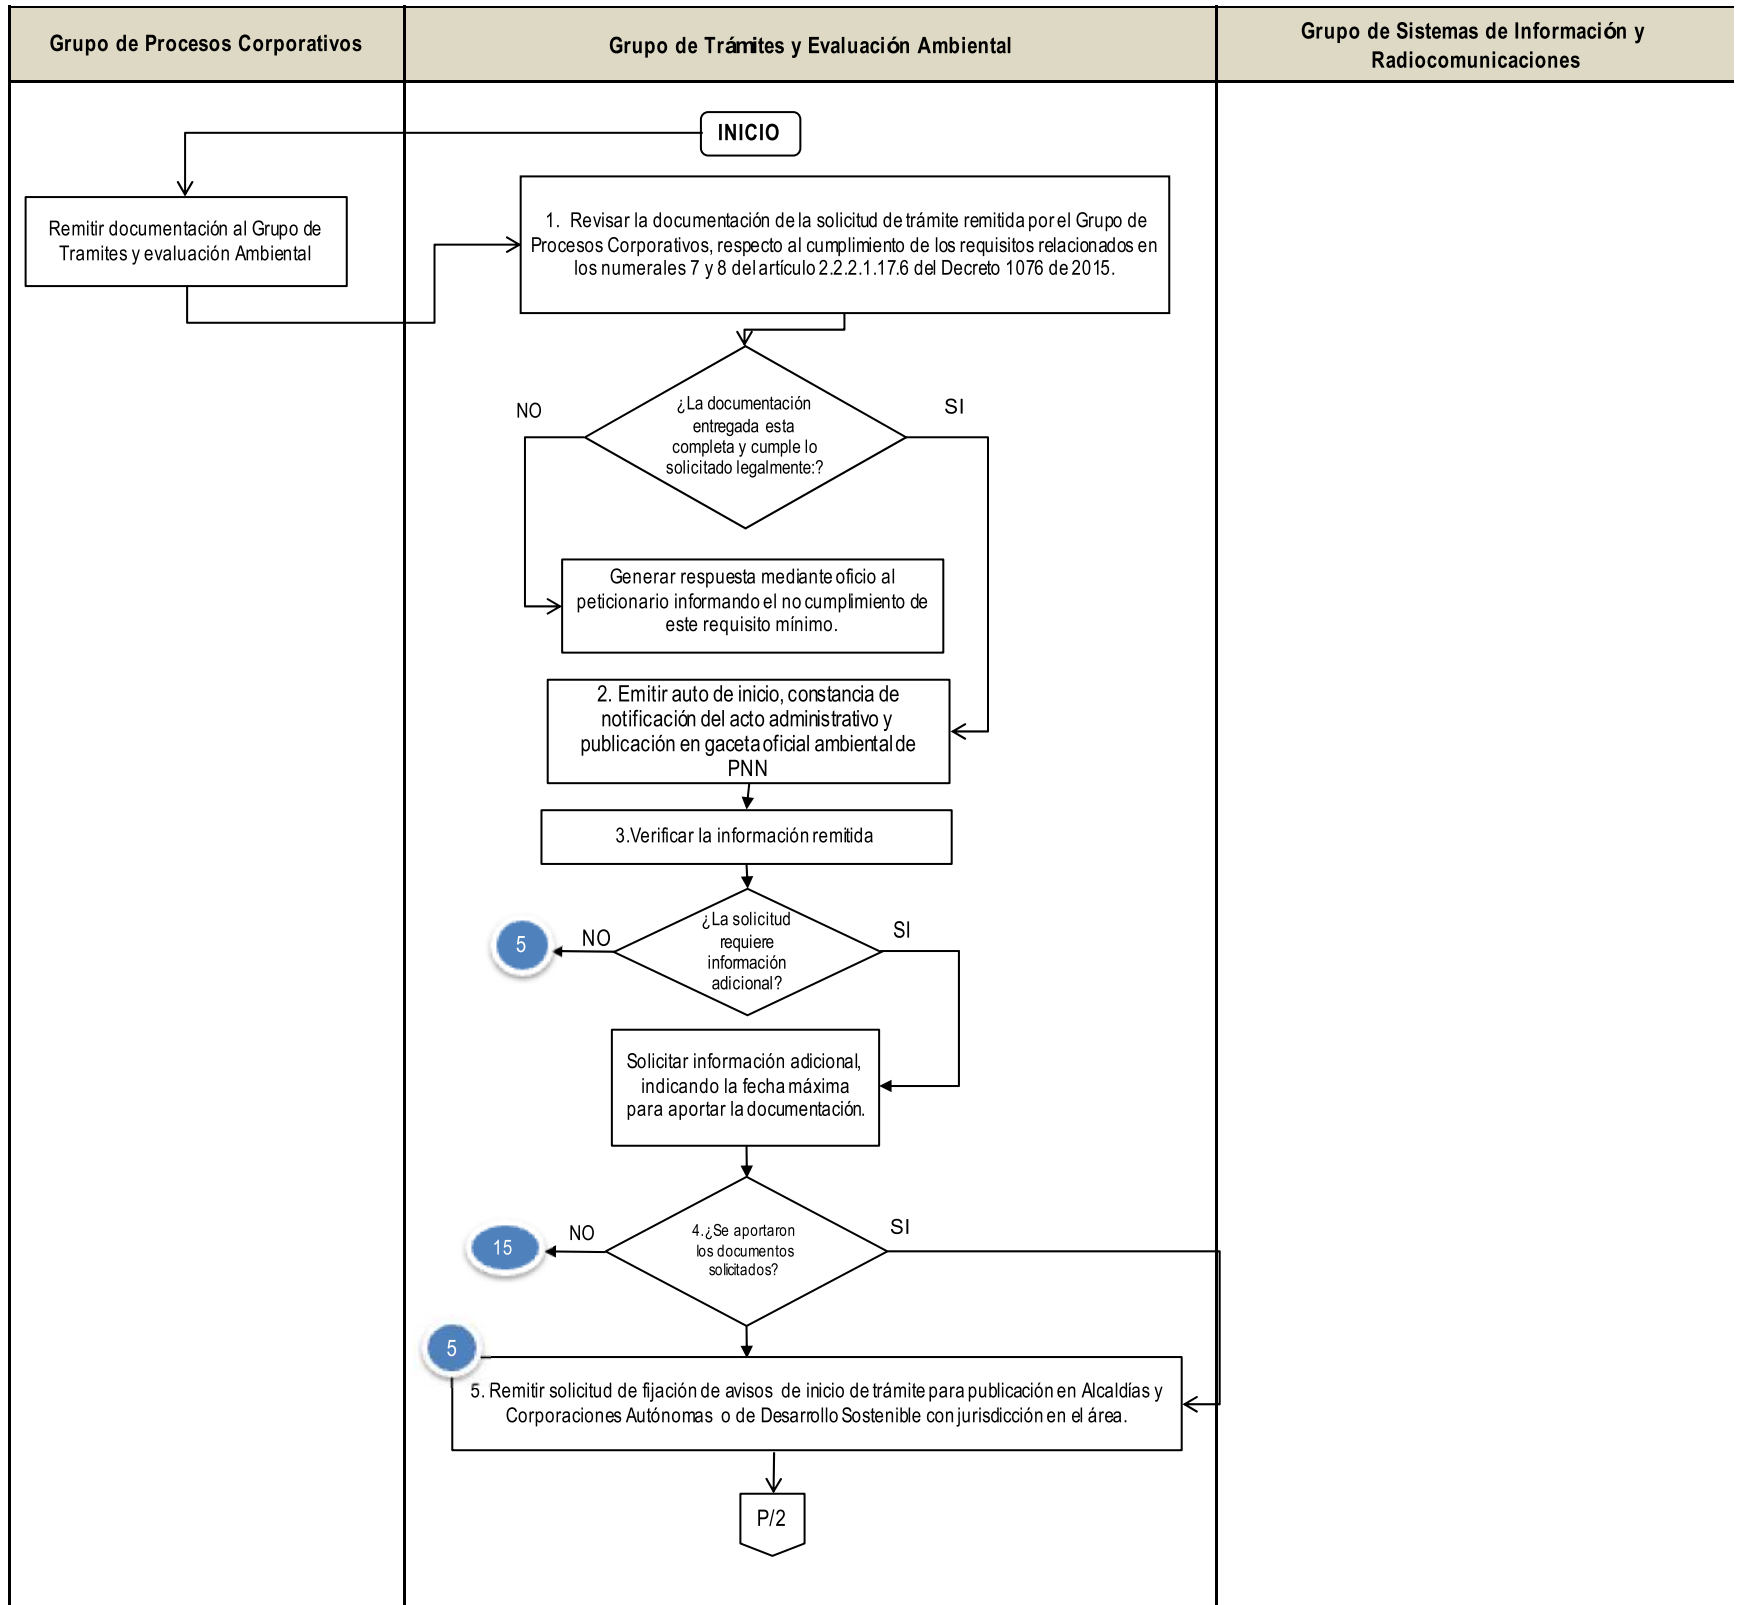 Grupo de Procesos Corporativos
Grupo de Trámites y Evaluación Ambiental
Grupo de Sistemas de Información y
Radiocomunicaciones
INICIO
Remitir documentación al Grupo de
Tramites y evaluación Ambiental
1. Revisar la documentación de la solicitud de trámite remitida por el Grupo de
Procesos Corporativos, respecto al cumplimiento de los requisitos relacionados en
los numerales 7 y 8 del artículo 2.2.2.1.17.6 del Decreto 1076 de 2015.
NO
¿La documentación
entregada esta
completa y cumple lo
solicitado legalmente:?
SI
Generar respuesta mediante oficio al
peticionario informando el no cumplimiento de
este requisito mínimo.
2. Emitir auto de inicio, constancia de
notificación del acto administrativo y
publicación en gaceta oficial ambiental de
PNN
3.Verificar la información remitida
5
NO
¿La solicitud
requiere
información
adicional?
SI
Solicitar información adicional,
indicando la fecha máxima
para aportar la documentación.
15
NO
4.¿Se aportaron
los documentos
solicitados?
SI
5
5. Remitir solicitud de fijación de avisos de inicio de trámite para publicación en Alcaldías y
Corporaciones Autónomas o de Desarrollo Sostenible con jurisdicción en el área.
P/2